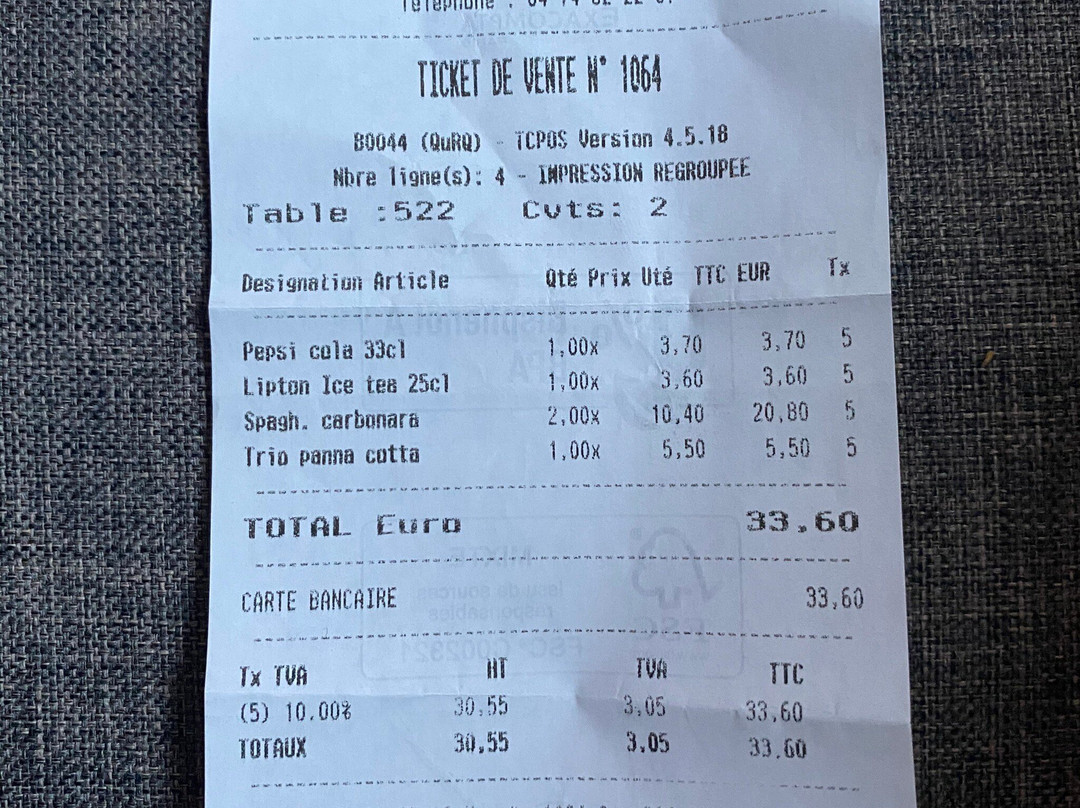 Téléphone : 04 74
TICKET DE VENTE N° 1064
B0044 (QuRQ) - TCPOS Version 4.5.18
Nbre ligne(s): 4 - IMPRESSION REGROUPEE
Table :522 Cvts: 2
Designation Article Qté Prix Uté TTC EUR Tx
Pepsi cola 33cl 1,00x 3,70 3,70 5
Lipton Ice tea 25cl 1,00x 3,60 3,60 5
Spagh. carbonara 2,00x 10,40 20,80 5
Trio panna cotta 1,00x 5,50 5,50 5
TOTAL Euro 33,60
CARTE BANCAIRE 33,60
Tx TVA HT TVA TTC
(5) 10.00% 30,55 3,05 33,60
TOTAUX 30,55 3,05 33,60